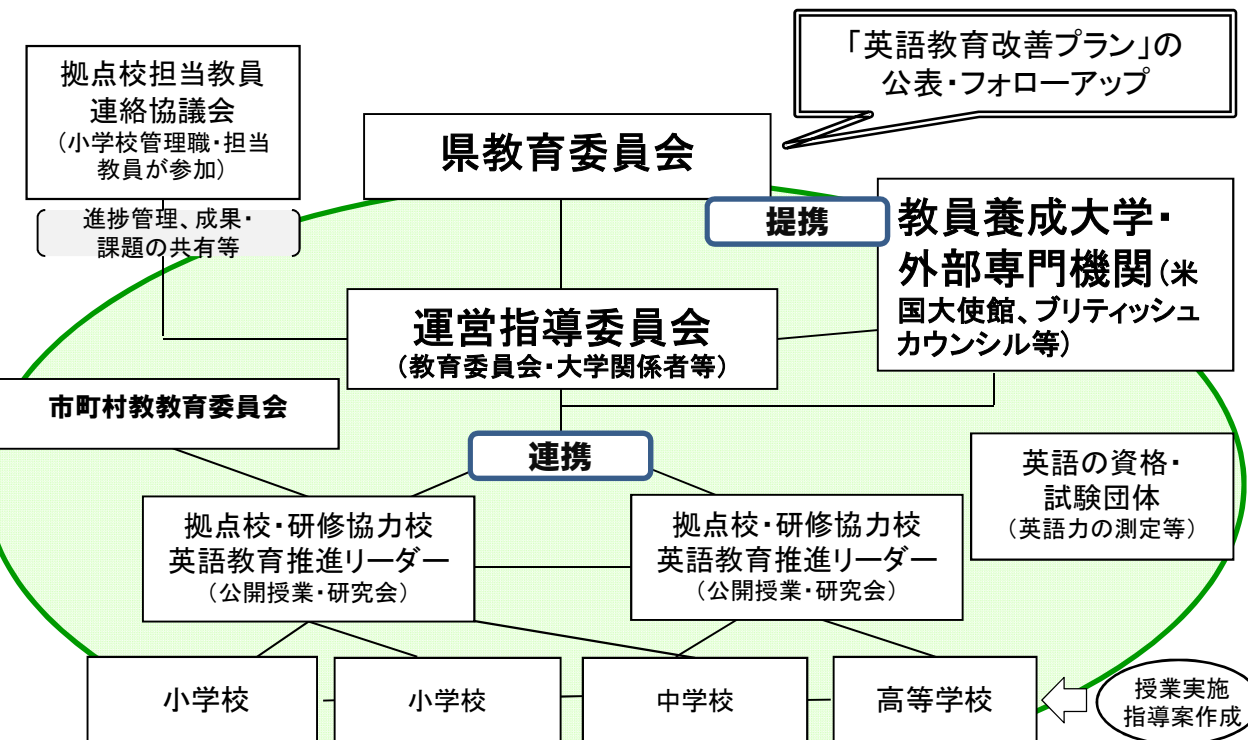 「英語教育改善プラン」の
公表・フォローアップ
拠点校担当教員
連絡協議会
(小学校管理職・担当
教員が参加)
県教育委員会
進捗管理、成果・
課題の共有等
提携
教員養成大学・
外部専門機関(米
国大使館、ブリティッシュ
カウンシル等)
運営指導委員会
(教育委員会・大学関係者等)
市町村教教育委員会
連携
英語の資格・
試験団体
(英語力の測定等)
拠点校・研修協力校
英語教育推進リーダー
(公開授業・研究会)
拠点校・研修協力校
英語教育推進リーダー
(公開授業・研究会)
小学校
小学校
中学校
高等学校
授業実施
指導案作成